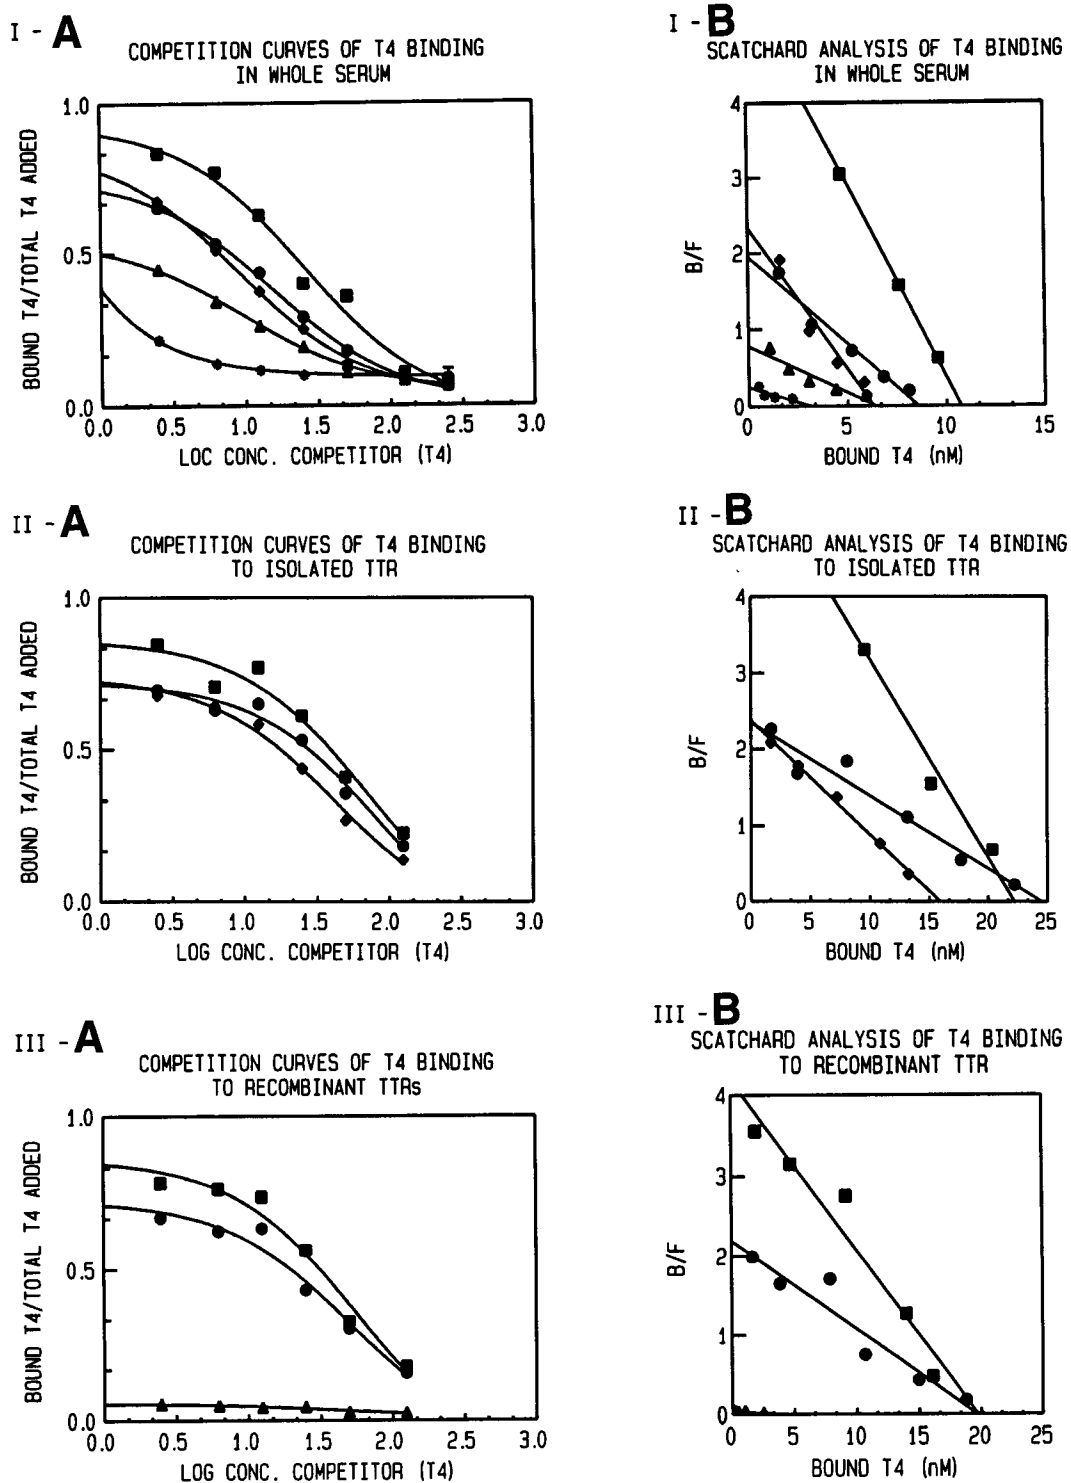 I - A
COMPETITION CURVES OF T4 BINDING
IN WHOLE SERUM
BOUND T4/TOTAL T4 ADDED
1.0
0.5
0.0
0.0 0.5 1.0 1.5 2.0 2.5 3.0
LOC CONC. COMPETITOR (T4)
I - B
SCATCHARD ANALYSIS OF T4 BINDING
IN WHOLE SERUM
B/F
4
3
2
1
0
0 5 10 15
BOUND T4 (nM)
II - A
COMPETITION CURVES OF T4 BINDING
TO ISOLATED TTR
BOUND T4/TOTAL T4 ADDED
1.0
0.5
0.0
0.0 0.5 1.0 1.5 2.0 2.5 3.0
LOG CONC. COMPETITOR (T4)
II - B
SCATCHARD ANALYSIS OF T4 BINDING
TO ISOLATED TTR
B/F
4
3
2
1
0
0 5 10 15 20 25
BOUND T4 (nM)
III - A
COMPETITION CURVES OF T4 BINDING
TO RECOMBINANT TTRs
BOUND T4/TOTAL T4 ADDED
1.0
0.5
0.0
0.0 0.5 1.0 1.5 2.0 2.5 3.0
LOG CONC. COMPETITOR (T4)
III - B
SCATCHARD ANALYSIS OF T4 BINDING
TO RECOMBINANT TTR
B/F
4
3
2
1
0
0 5 10 15 20 25
BOUND T4 (nM)